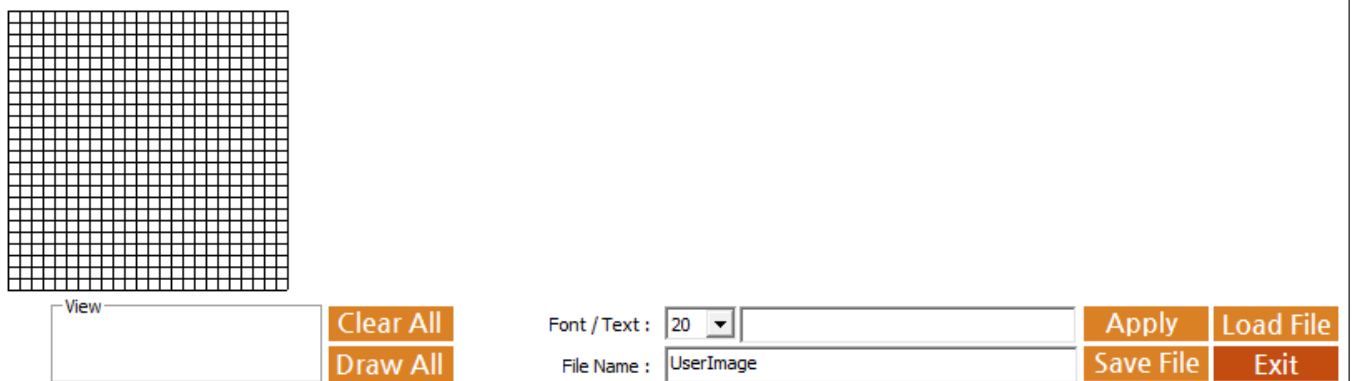 View
Clear All
Font / Text : 20
Apply
Load File
Draw All
File Name : UserImage
Save File
Exit